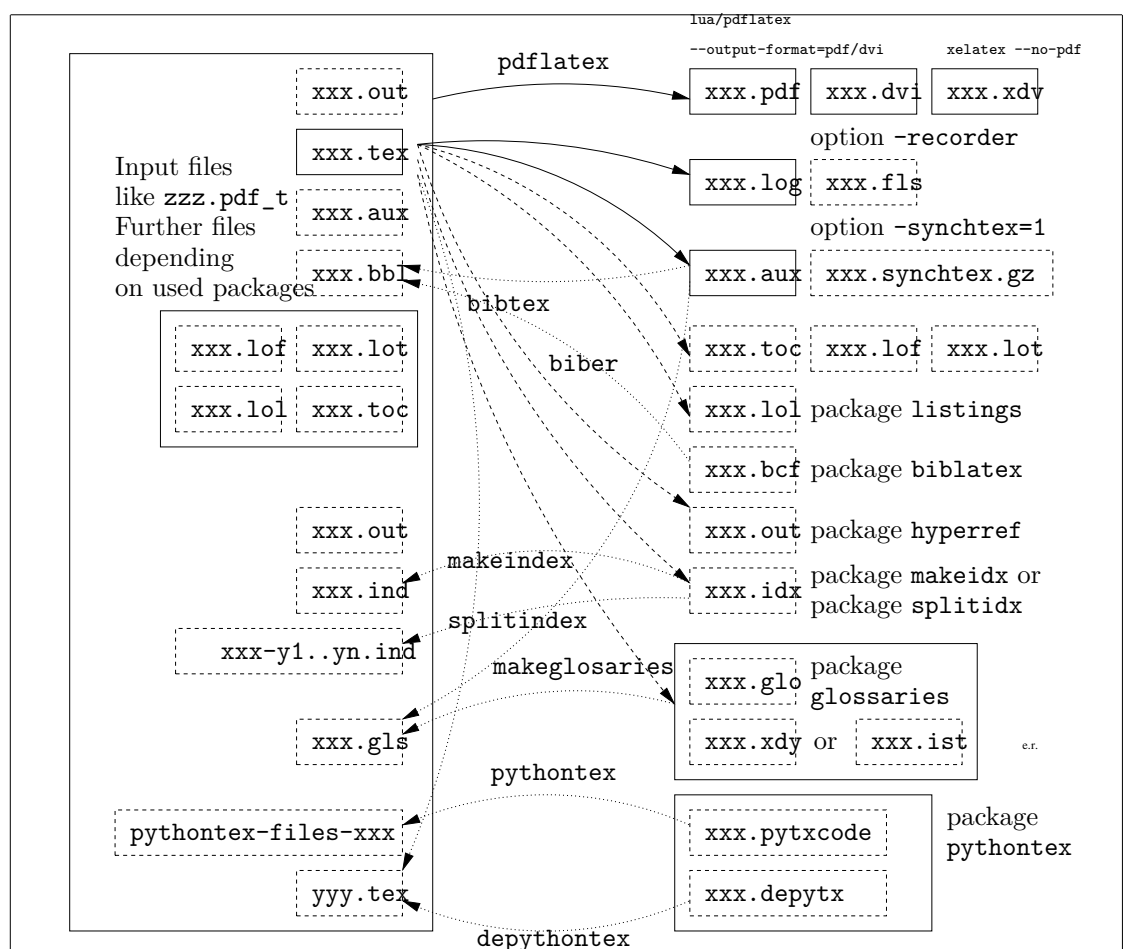 lua/pdflatex
--output-format=pdf/dvi
xelatex --no-pdf
pdflatex
xxx.out
xxx.pdf
xxx.dvi
xxx.xdv
option -recorder
xxx.tex
Input files
like zzz.pdf_t
Further files
depending
on used packages
xxx.log
xxx.fls
xxx.aux
option -synchtex=1
xxx.bbl
xxx.aux
xxx.synchtex.gz
bibtex
xxx.lof
xxx.lot
biber
xxx.toc
xxx.lof
xxx.lot
xxx.lol
xxx.toc
xxx.lol
package listings
xxx.bcf
package biblatex
xxx.out
xxx.out
package hyperref
makeindex
xxx.ind
xxx.idx
package makeidx or
package splitidx
splitindex
xxx-y1..yn.ind
makeglosaries
xxx.glo
package
glossaries
xxx.gls
xxx.xdy
or
xxx.ist
e.r.
pythontex
pythontex-files-xxx
xxx.pytxcode
package
pythontex
yyy.tex
xxx.depytx
depythontex